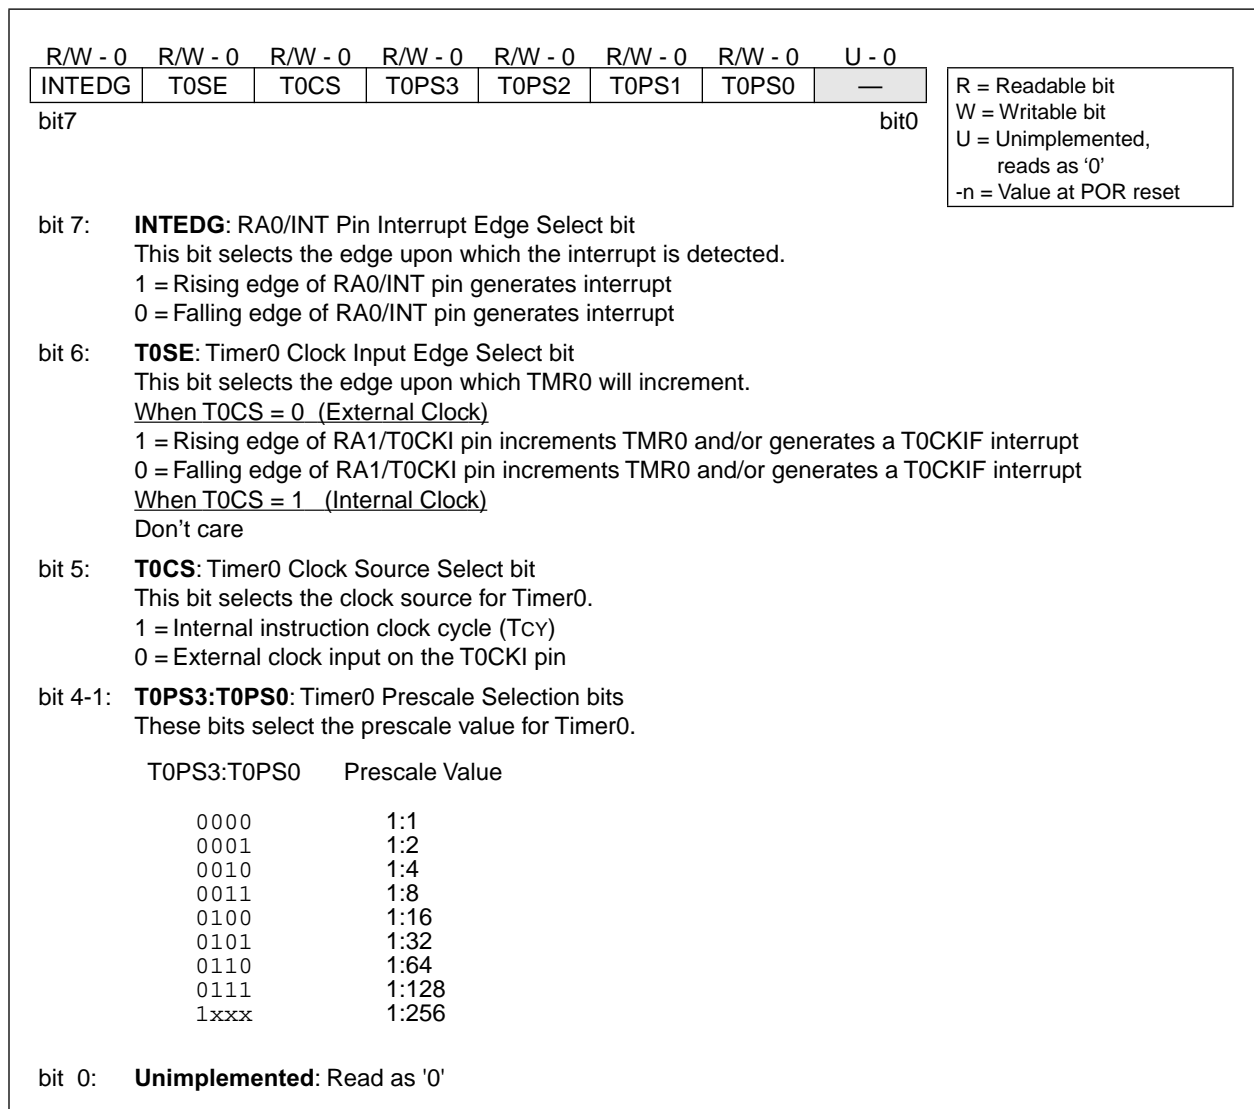 R/W - 0 R/W - 0 R/W - 0 R/W - 0 R/W - 0 R/W - 0 R/W - 0 U - 0
INTEDG T0SE T0CS T0PS3 T0PS2 T0PS1 T0PS0 —
bit7 bit0
R = Readable bit
W = Writable bit
U = Unimplemented,
reads as ‘0’
-n = Value at POR reset
bit 7: INTEDG: RA0/INT Pin Interrupt Edge Select bit
This bit selects the edge upon which the interrupt is detected.
1 = Rising edge of RA0/INT pin generates interrupt
0 = Falling edge of RA0/INT pin generates interrupt
bit 6: T0SE: Timer0 Clock Input Edge Select bit
This bit selects the edge upon which TMR0 will increment.
When T0CS = 0 (External Clock)
1 = Rising edge of RA1/T0CKI pin increments TMR0 and/or generates a T0CKIF interrupt
0 = Falling edge of RA1/T0CKI pin increments TMR0 and/or generates a T0CKIF interrupt
When T0CS = 1 (Internal Clock)
Don’t care
bit 5: T0CS: Timer0 Clock Source Select bit
This bit selects the clock source for Timer0.
1 = Internal instruction clock cycle (TCY)
0 = External clock input on the T0CKI pin
bit 4-1: T0PS3:T0PS0: Timer0 Prescale Selection bits
These bits select the prescale value for Timer0.
T0PS3:T0PS0 Prescale Value
0000 1:1
0001 1:2
0010 1:4
0011 1:8
0100 1:16
0101 1:32
0110 1:64
0111 1:128
1xxx 1:256
bit 0: Unimplemented: Read as '0'